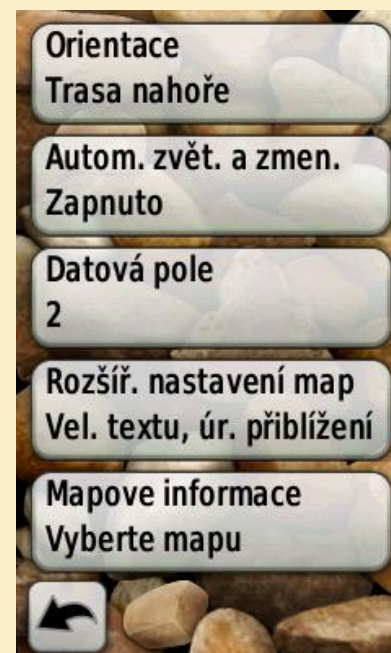 Orientace
Trasa nahoře
Autom. zvět. a zmen.
Zapnuto
Datová pole
2
Rozšíř. nastavení map
Vel. textu, úr. přiblížení
Mapove informace
Vyberte mapu